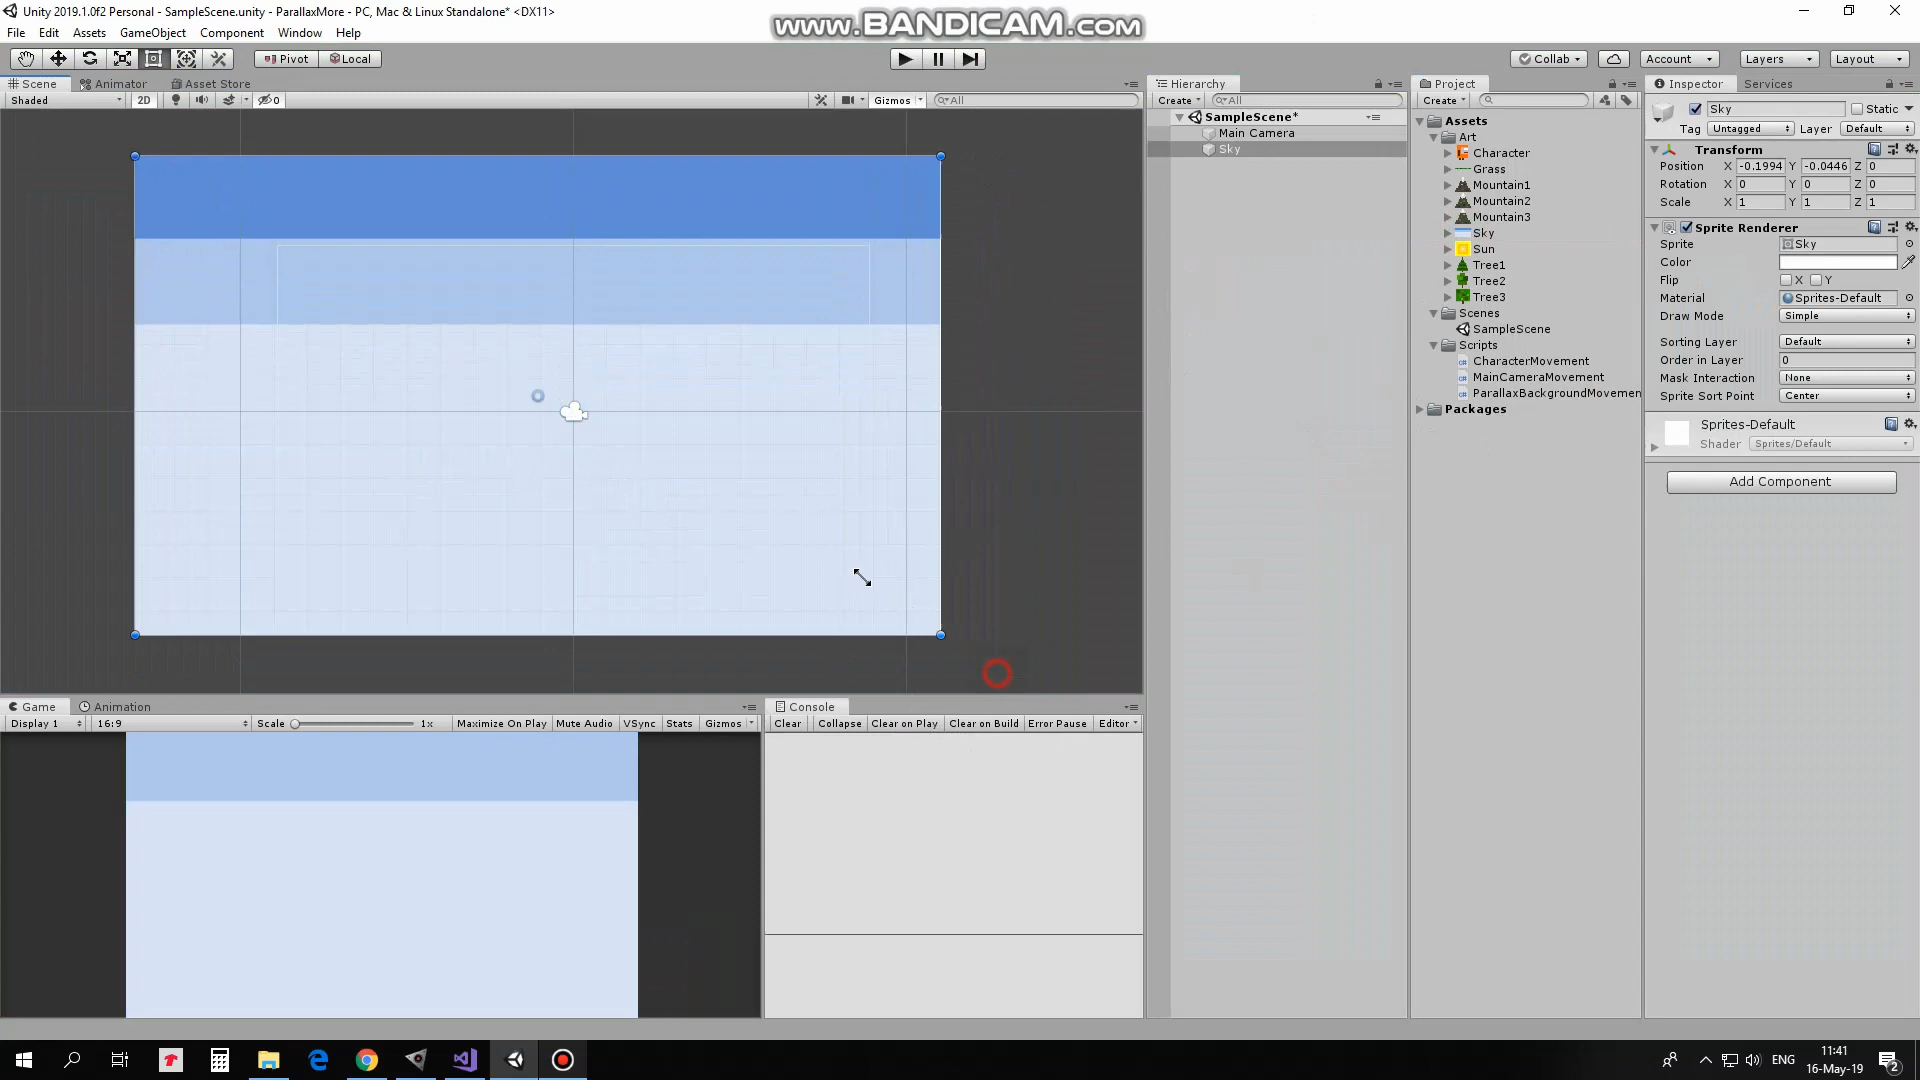 Unity 2019.1.0f2 Personal - SampleScene.unity - ParallaxMore - PC, Mac & Linux Standalone* <DX11>
www.BANDICAM.com
File Edit Assets GameObject Component Window Help
Pivot Local
Collab Account Layers Layout
Scene Animator Asset Store
Shaded 2D 0 Gizmos All
Hierarchy
Create All
SampleScene*
Main Camera
Sky
Project
Create
Assets
Art
Character
Grass
Mountain1
Mountain2
Mountain3
Sky
Sun
Tree1
Tree2
Tree3
Scenes
SampleScene
Scripts
CharacterMovement
MainCameraMovement
ParallaxBackgroundMovemen
Packages
Inspector Services
Sky Static
Tag Untagged Layer Default
Transform
Position X -0.1994 Y -0.0446 Z 0
Rotation X 0 Y 0 Z 0
Scale X 1 Y 1 Z 1
Sprite Renderer
Sprite Sky
Color
Flip X Y
Material Sprites-Default
Draw Mode Simple
Sorting Layer Default
Order in Layer 0
Mask Interaction None
Sprite Sort Point Center
Sprites-Default
Shader Sprites/Default
Add Component
Game Animation
Display 1 16:9 Scale 1x Maximize On Play Mute Audio VSync Stats Gizmos
Console
Clear Collapse Clear on Play Clear on Build Error Pause Editor
ENG
11:41
16-May-19
2